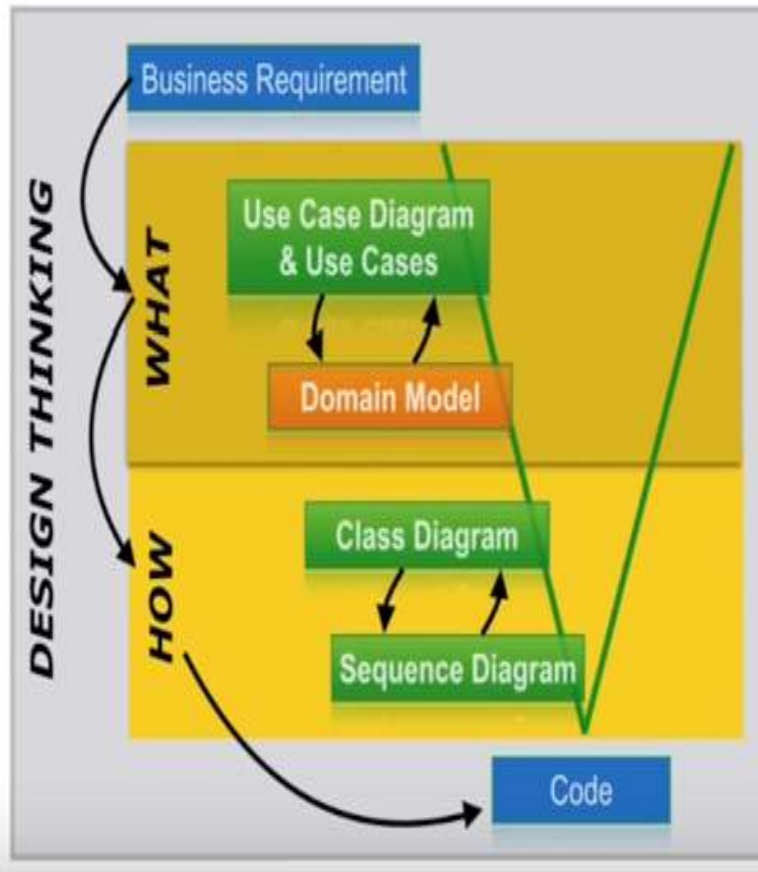 DESIGN THINKING
Business Requirement
WHAT
Use Case Diagram
& Use Cases
Domain Model
HOW
Class Diagram
Sequence Diagram
Code